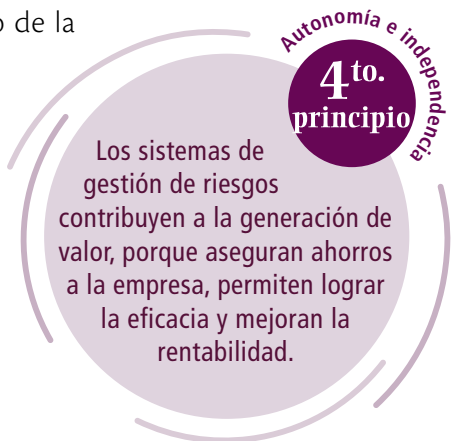 o de la
Autonomía e independencia
4to.
principio
Los sistemas de
gestión de riesgos
contribuyen a la generación de
valor, porque aseguran ahorros
a la empresa, permiten lograr
la eficacia y mejoran la
rentabilidad.